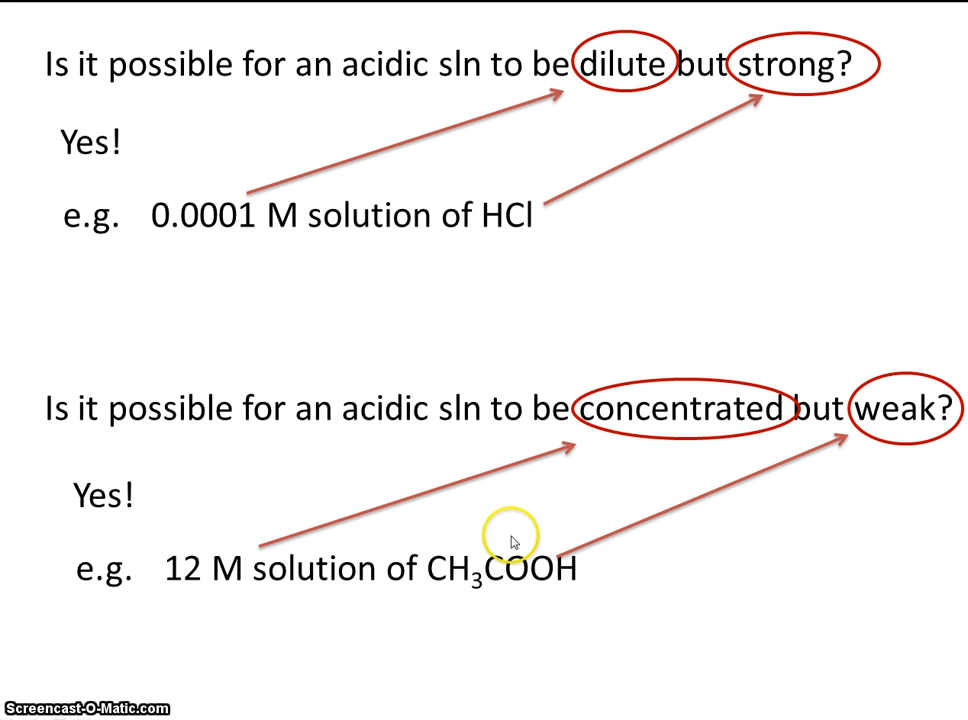 Is it possible for an acidic sln to be dilute but strong?
Yes!
e.g. 0.0001 M solution of HCl
Is it possible for an acidic sln to be concentrated but weak?
Yes!
e.g. 12 M solution of CH₃COOH
Screencast-O-Matic.com